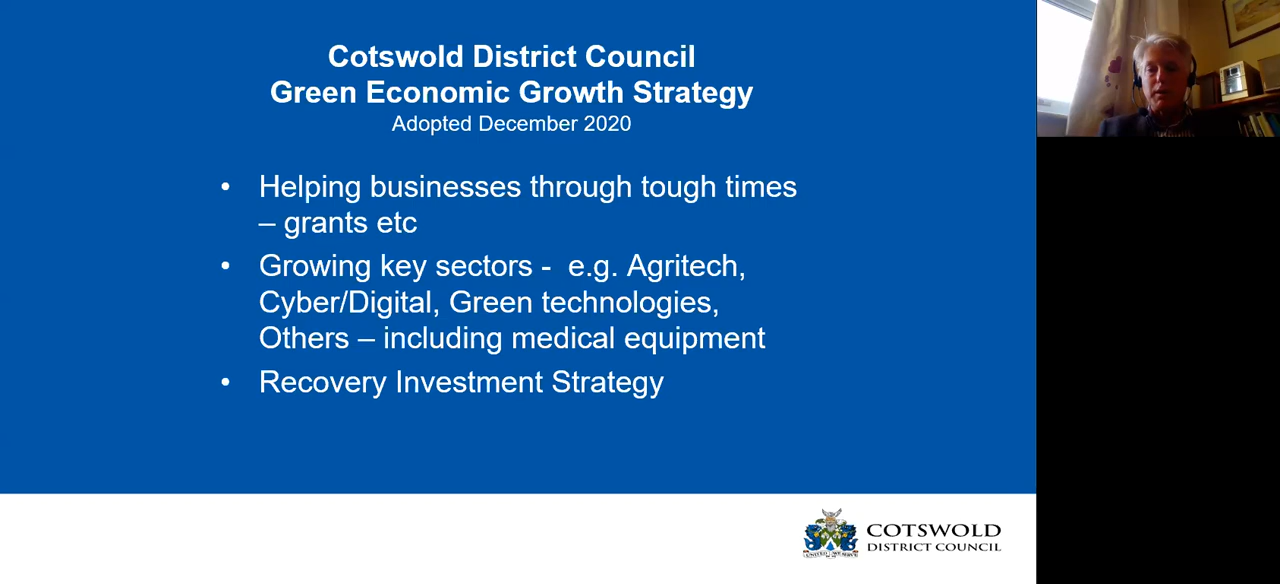 Cotswold District Council
Green Economic Growth Strategy
Adopted December 2020
• Helping businesses through tough times
– grants etc
• Growing key sectors -  e.g. Agritech,
Cyber/Digital, Green technologies,
Others – including medical equipment
• Recovery Investment Strategy
COTSWOLD
DISTRICT COUNCIL